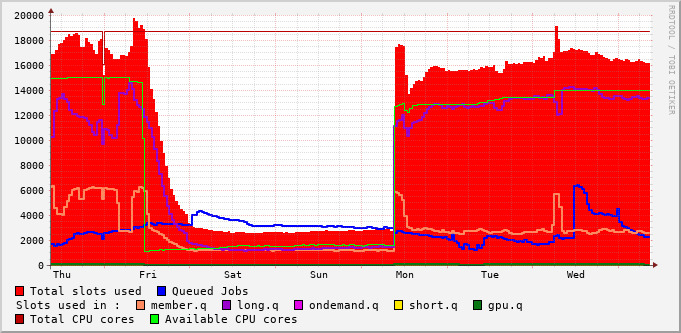 20000
18000
16000
14000
12000
10000
8000
6000
4000
2000
0
Thu Fri Sat Sun Mon Tue Wed
Total slots used Queued Jobs
Slots used in : member.q long.q ondemand.q short.q gpu.q
Total CPU cores Available CPU cores
RRDTOOL / TOBI OETIKER